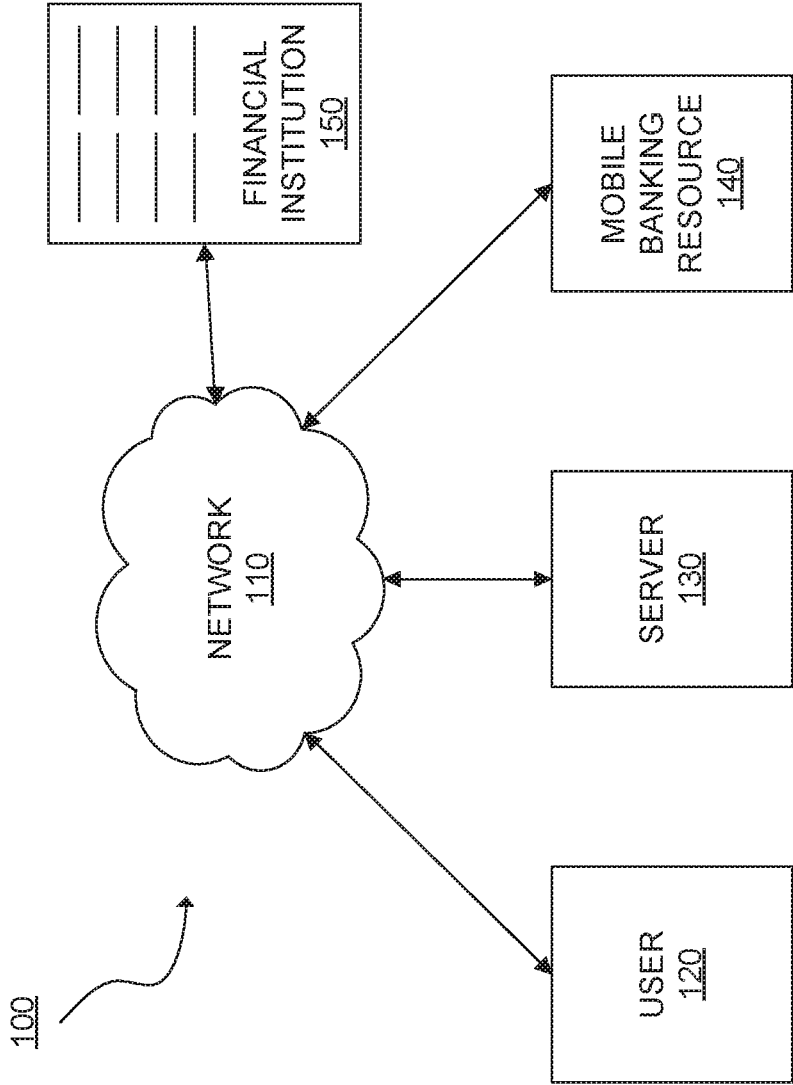 100
NETWORK
110
FINANCIAL
INSTITUTION
150
USER
120
SERVER
130
MOBILE
BANKING
RESOURCE
140